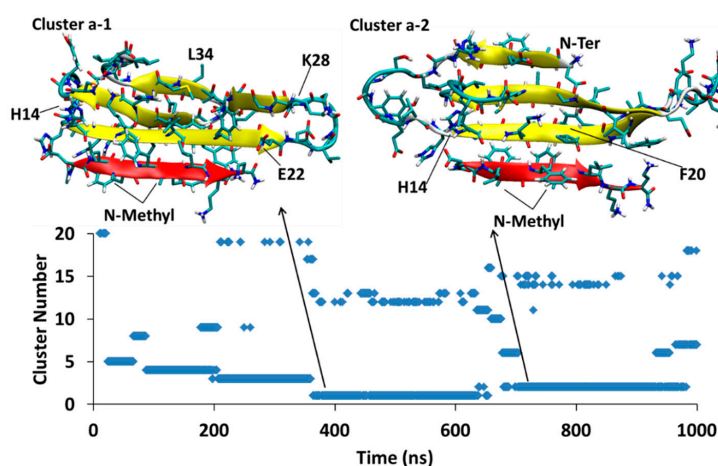 Cluster a-1
L34
K28
H14
E22
N-Methyl
Cluster a-2
N-Ter
F20
H14
N-Methyl
20
15
10
5
0
Cluster Number
0 200 400 600 800 1000
Time (ns)